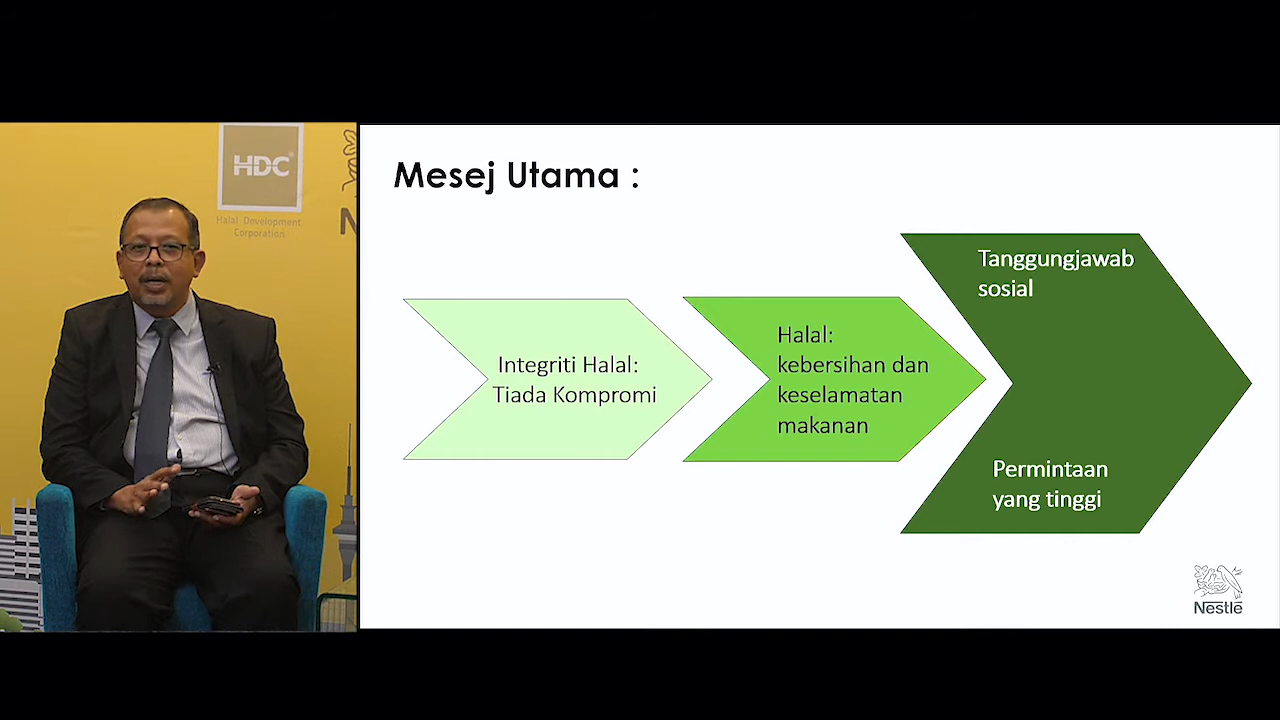 HDC
Halal Development
Corporation
Mesej Utama :
Integriti Halal:
Tiada Kompromi
Halal:
kebersihan dan
keselamatan
makanan
Tanggungjawab
sosial
Permintaan
yang tinggi
Nestlé